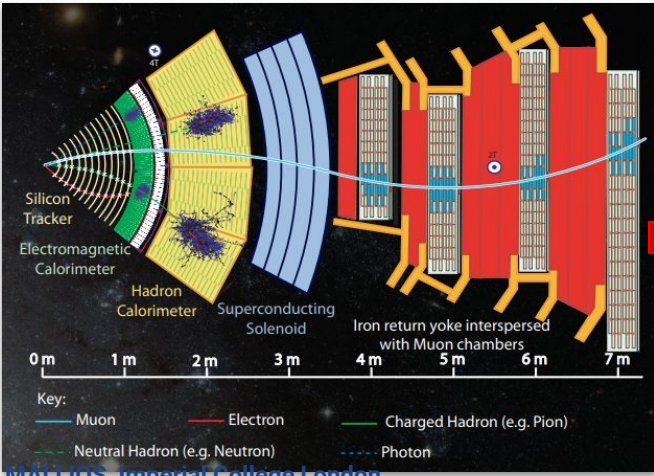 4T
2T
Silicon
Tracker
Electromagnetic
Calorimeter
Hadron
Calorimeter
Superconducting
Solenoid
Iron return yoke interspersed
with Muon chambers
0 m 1 m 2 m 3 m 4 m 5 m 6 m 7 m
Key:
Muon Electron Charged Hadron (e.g. Pion)
Neutral Hadron (e.g. Neutron) Photon
MALLIOS, Imperial College London